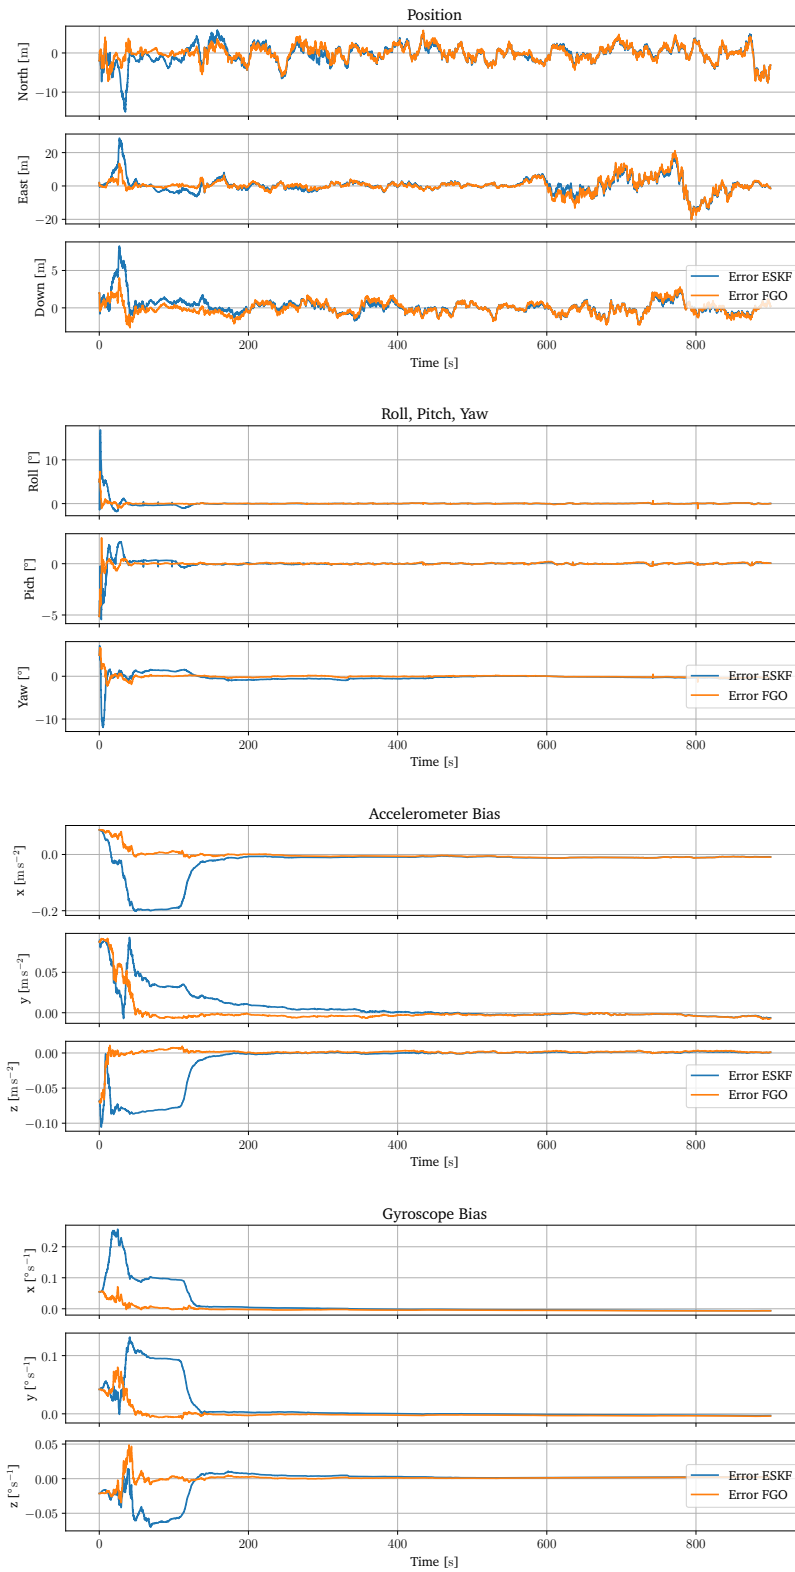 Position
North [m]
0
−10
East [m]
20
0
−20
Down [m]
5
0
Error ESKF
Error FGO
0
200
400
600
800
Time [s]
Roll, Pitch, Yaw
Roll [°]
10
0
Pich [°]
0
−5
Yaw [°]
0
−10
Error ESKF
Error FGO
0
200
400
600
800
Time [s]
Accelerometer Bias
x [m s⁻²]
0.0
−0.2
y [m s⁻²]
0.05
0.00
z [m s⁻²]
0.00
−0.05
−0.10
Error ESKF
Error FGO
0
200
400
600
800
Time [s]
Gyroscope Bias
x [° s⁻¹]
0.2
0.1
0.0
y [° s⁻¹]
0.1
0.0
z [° s⁻¹]
0.05
0.00
−0.05
Error ESKF
Error FGO
0
200
400
600
800
Time [s]